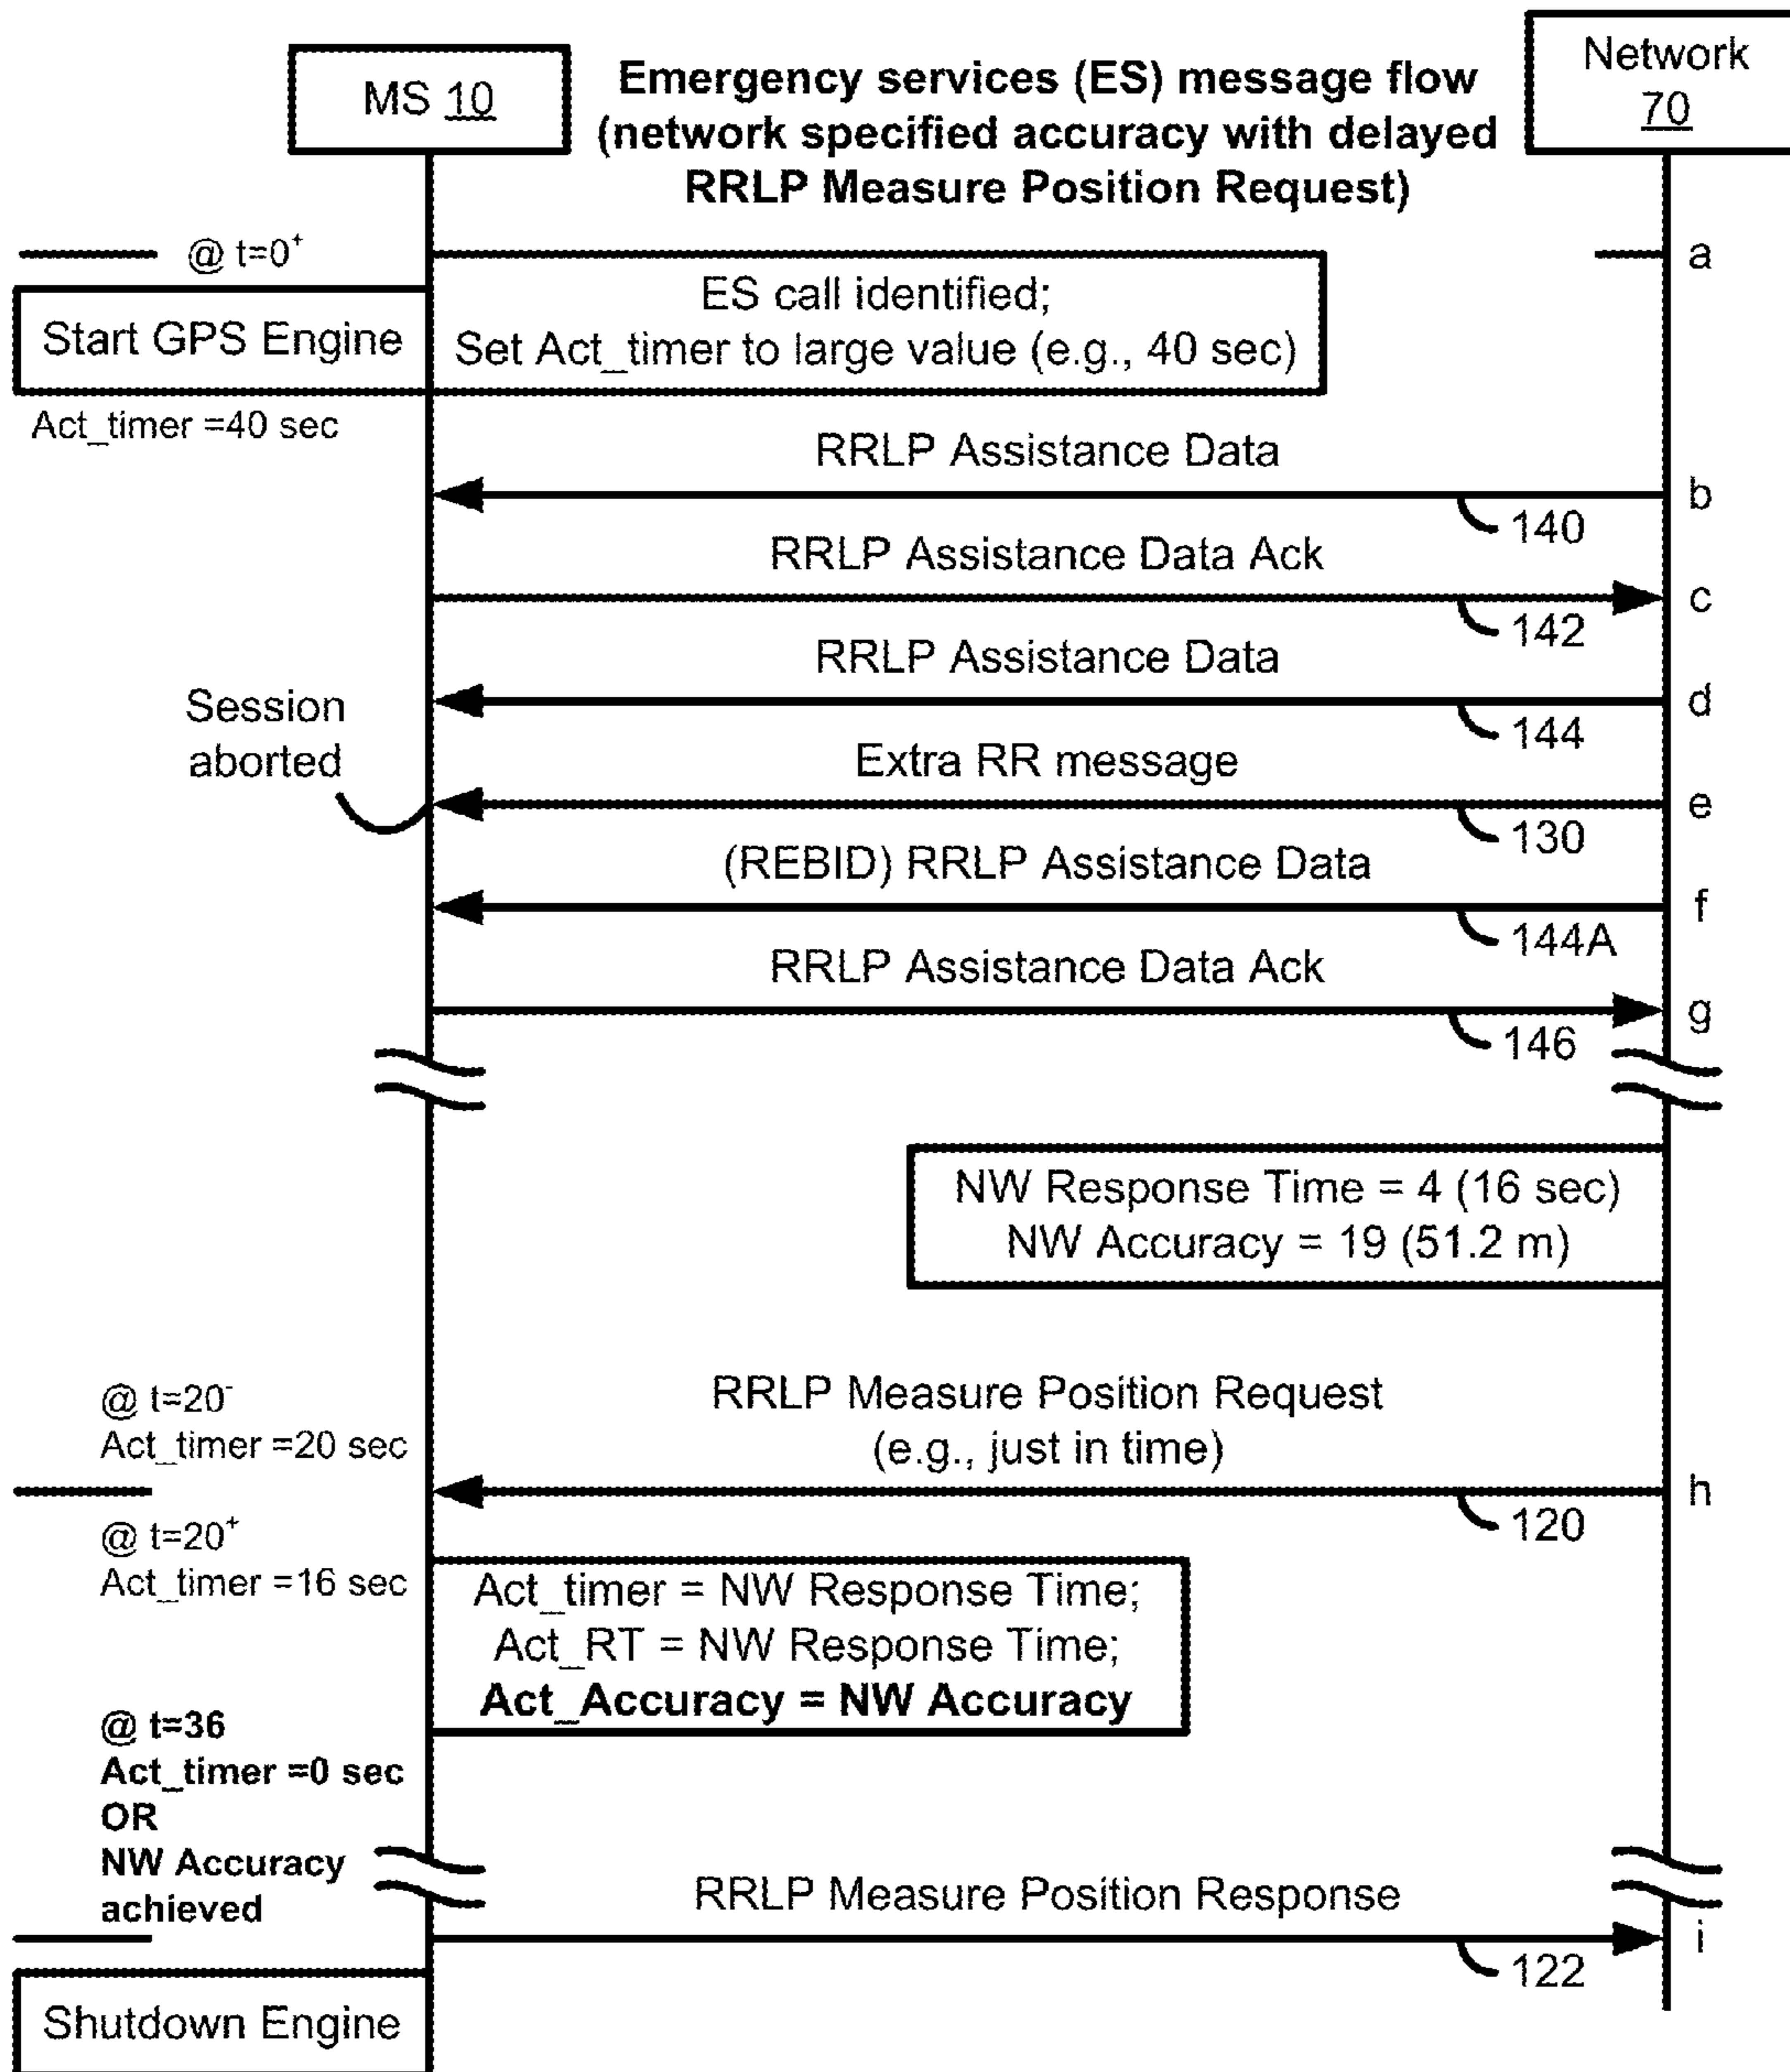 MS 10
Emergency services (ES) message flow
(network specified accuracy with delayed
RRLP Measure Position Request)
Network
70
@ t=0+
a
Start GPS Engine
ES call identified;
Set Act_timer to large value (e.g., 40 sec)
Act_timer =40 sec
RRLP Assistance Data
b
140
RRLP Assistance Data Ack
c
142
RRLP Assistance Data
d
144
Session
aborted
Extra RR message
e
130
(REBID) RRLP Assistance Data
f
144A
RRLP Assistance Data Ack
g
146
NW Response Time = 4 (16 sec)
NW Accuracy = 19 (51.2 m)
@ t=20-
Act_timer =20 sec
RRLP Measure Position Request
(e.g., just in time)
h
120
@ t=20+
Act_timer =16 sec
Act_timer = NW Response Time;
Act_RT = NW Response Time;
Act_Accuracy = NW Accuracy
@ t=36
Act_timer =0 sec
OR
NW Accuracy
achieved
RRLP Measure Position Response
i
122
Shutdown Engine